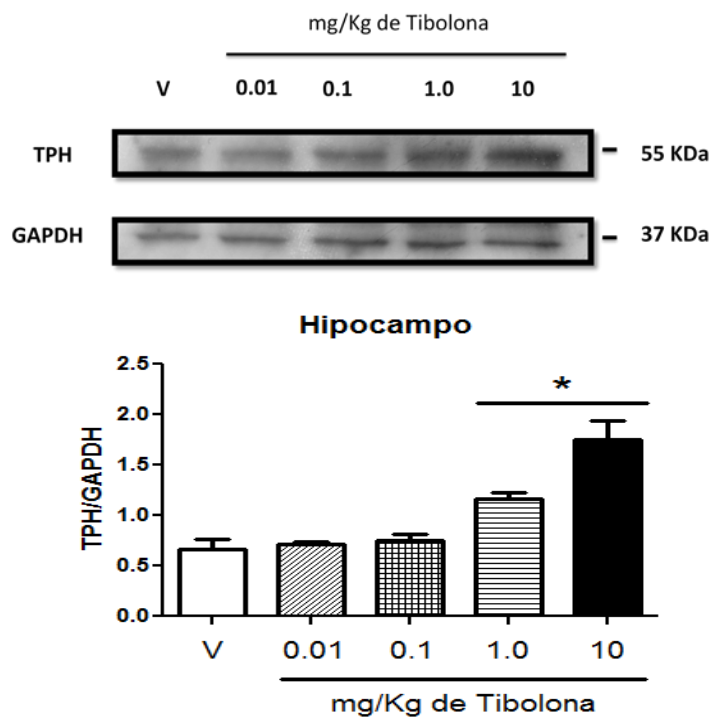 mg/Kg de Tibolona
V 0.01 0.1 1.0 10
TPH 55 KDa
GAPDH 37 KDa
Hipocampo
*
2.5
2.0
1.5
1.0
0.5
0.0
TPH/GAPDH
V 0.01 0.1 1.0 10
mg/Kg de Tibolona